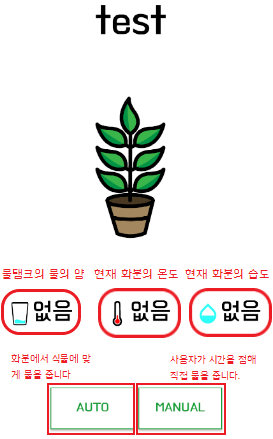 test
물탱크의 물의 양 현재 화분의 온도 현재 화분의 습도
없음 없음 없음
화분에서 식물에 맞
게 물을 줍니다
사용자가 시간을 정해
직접 물을 줍니다.
AUTO MANUAL